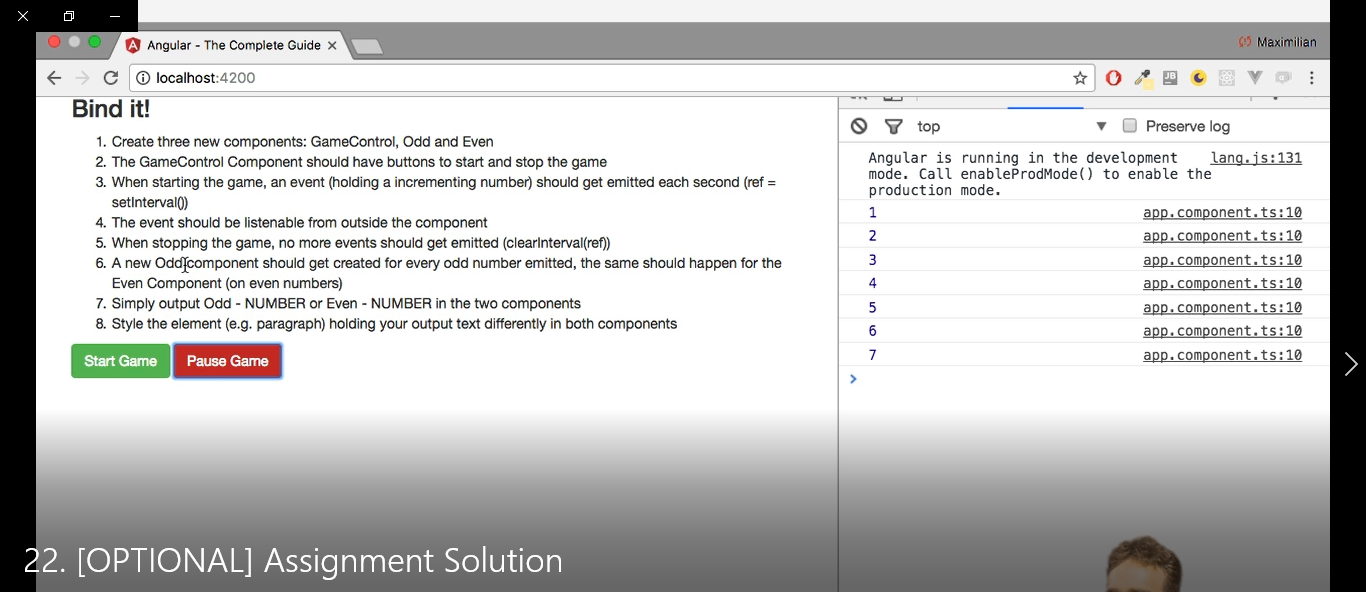 Angular - The Complete Guide
Maximilian
localhost:4200
Bind it!
1. Create three new components: GameControl, Odd and Even
2. The GameControl Component should have buttons to start and stop the game
3. When starting the game, an event (holding a incrementing number) should get emitted each second (ref =
setInterval())
4. The event should be listenable from outside the component
5. When stopping the game, no more events should get emitted (clearInterval(ref))
6. A new Odd component should get created for every odd number emitted, the same should happen for the
Even Component (on even numbers)
7. Simply output Odd - NUMBER or Even - NUMBER in the two components
8. Style the element (e.g. paragraph) holding your output text differently in both components
Start Game
Pause Game
top
Preserve log
Angular is running in the development lang.js:131
mode. Call enableProdMode() to enable the
production mode.
1 app.component.ts:10
2 app.component.ts:10
3 app.component.ts:10
4 app.component.ts:10
5 app.component.ts:10
6 app.component.ts:10
7 app.component.ts:10
22. [OPTIONAL] Assignment Solution